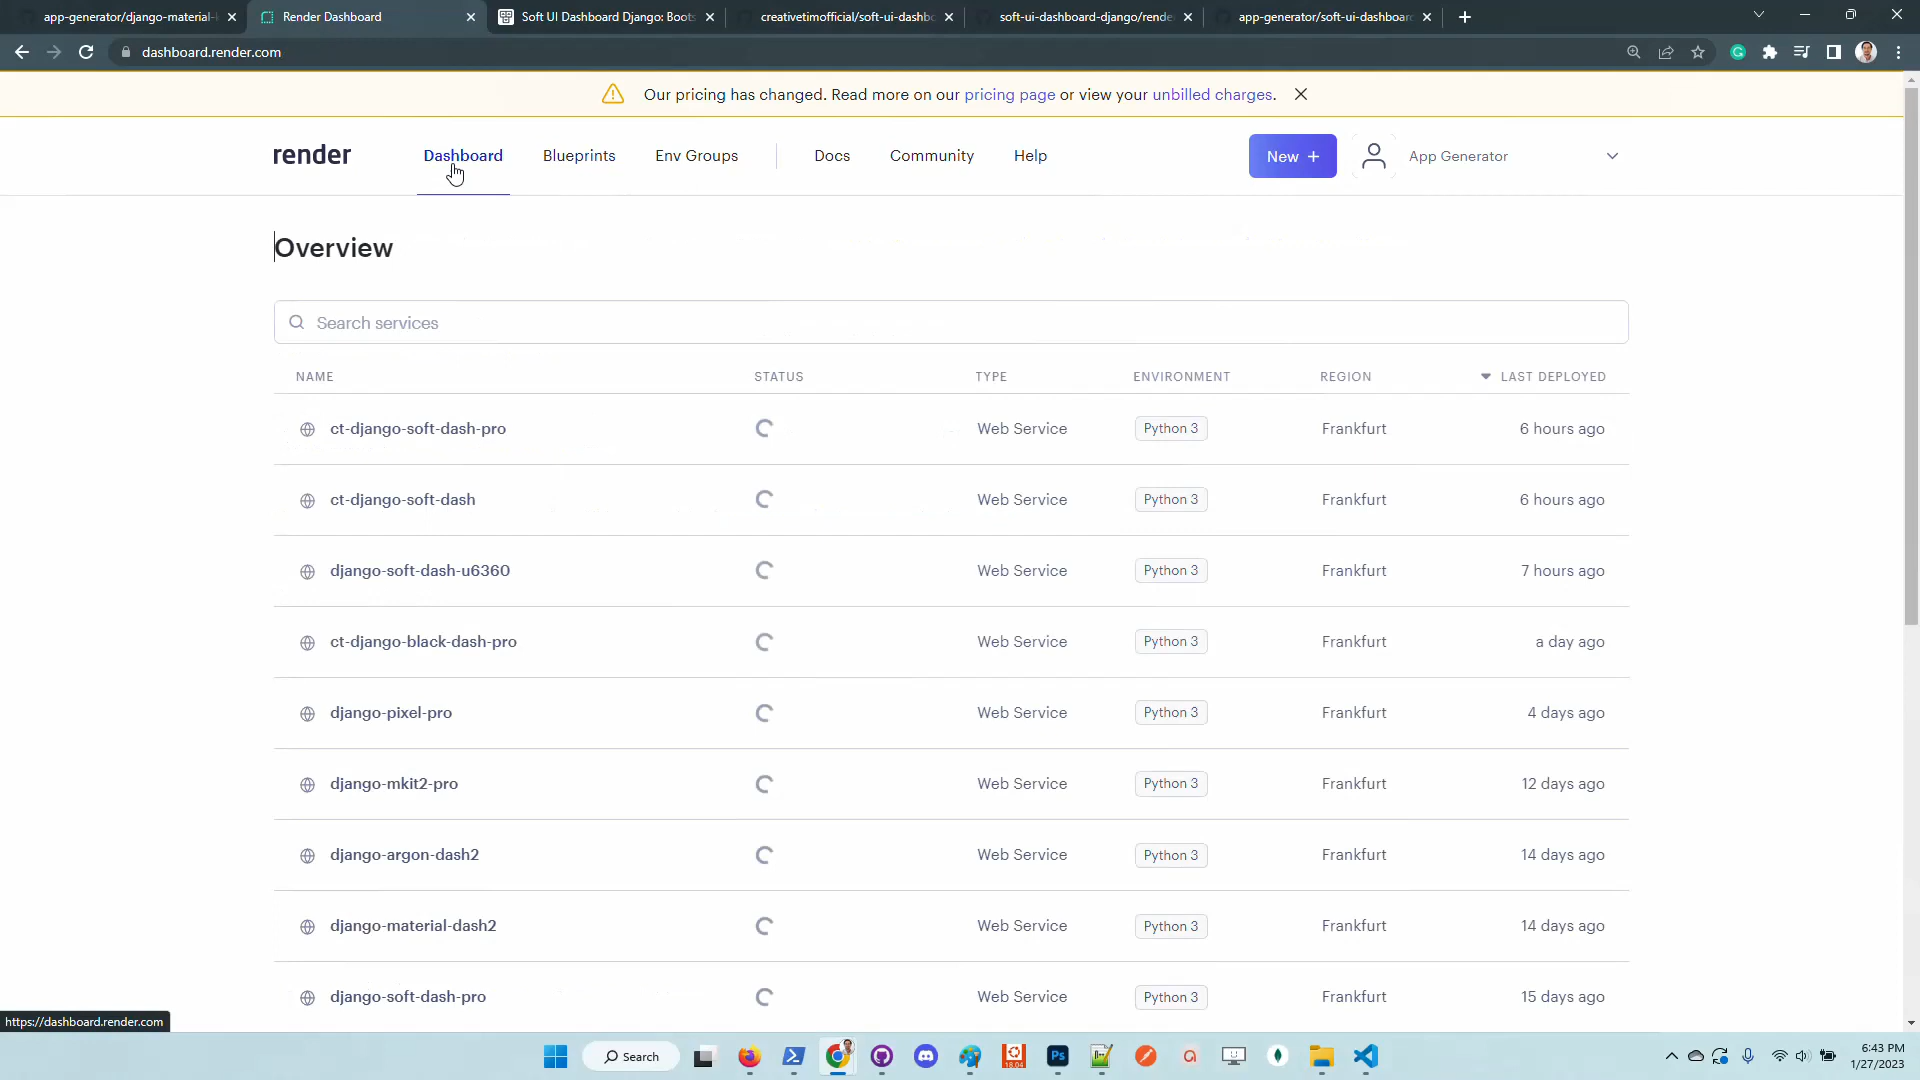 app-generator/django-material-k
Render Dashboard
Soft UI Dashboard Django: Boots
creativetimofficial/soft-ui-dashbo
soft-ui-dashboard-django/rende
app-generator/soft-ui-dashboard
dashboard.render.com
Our pricing has changed. Read more on our pricing page or view your unbilled charges.
render
Dashboard
Blueprints
Env Groups
Docs
Community
Help
New +
App Generator
Overview
Search services
NAME STATUS TYPE ENVIRONMENT REGION LAST DEPLOYED
ct-django-soft-dash-pro Web Service Python 3 Frankfurt 6 hours ago
ct-django-soft-dash Web Service Python 3 Frankfurt 6 hours ago
django-soft-dash-u6360 Web Service Python 3 Frankfurt 7 hours ago
ct-django-black-dash-pro Web Service Python 3 Frankfurt a day ago
django-pixel-pro Web Service Python 3 Frankfurt 4 days ago
django-mkit2-pro Web Service Python 3 Frankfurt 12 days ago
django-argon-dash2 Web Service Python 3 Frankfurt 14 days ago
django-material-dash2 Web Service Python 3 Frankfurt 14 days ago
django-soft-dash-pro Web Service Python 3 Frankfurt 15 days ago
https://dashboard.render.com
Search
Ps
18.04
6:43 PM
1/27/2023